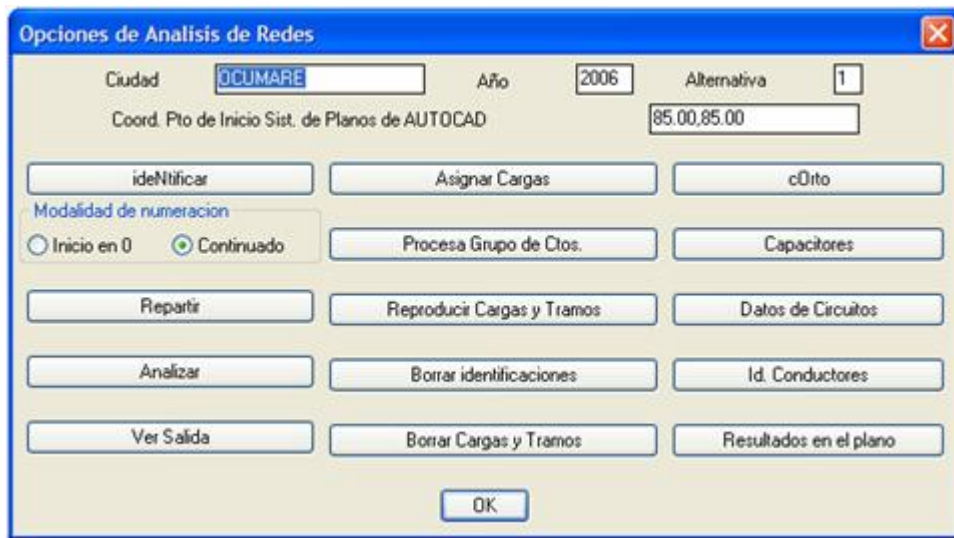 Opciones de Analisis de Redes
Ciudad OCUMARE Año 2006 Alternativa 1
Coord. Pto de Inicio Sist. de Planos de AUTOCAD 85.00,85.00
ideNtificar Asignar Cargas cOrto
Modalidad de numeracion
Inicio en 0 Continuado Procesa Grupo de Ctos. Capacitores
Repartir Reproducir Cargas y Tramos Datos de Circuitos
Analizar Borrar identificaciones Id. Conductores
Ver Salida Borrar Cargas y Tramos Resultados en el plano
OK